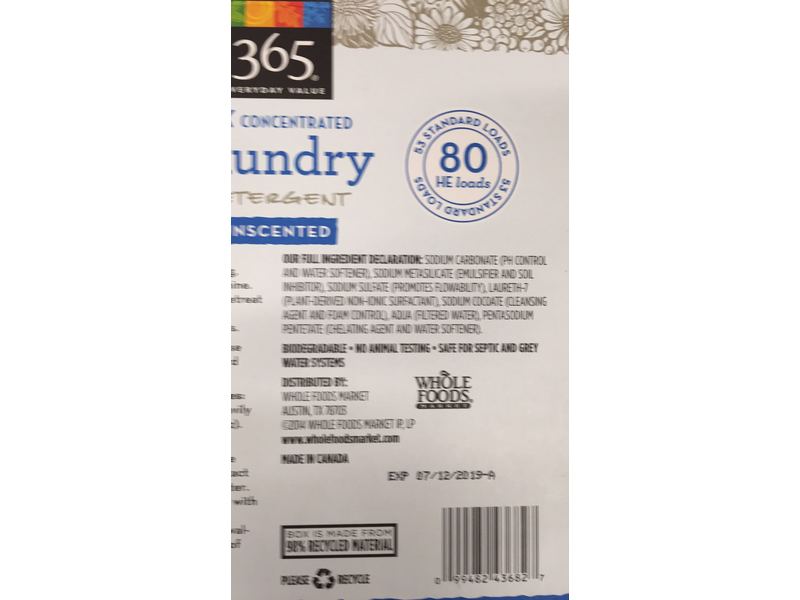 365
EVERYDAY VALUE
CONCENTRATED
undry
ETERGENT
NSCENTED
53 STANDARD LOADS
80
HE loads
53 STANDARD LOADS
OUR FULL INGREDIENT DECLARATION: SODIUM CARBONATE (PH CONTROL
AND WATER SOFTENER), SODIUM METASILICATE (EMULSIFIER AND SOIL
INHIBITOR), SODIUM SULFATE (PROMOTES FLOWABILITY), LAURETH-7
(PLANT-DERIVED NON-IONIC SURFACTANT), SODIUM COCOATE (CLEANSING
AGENT AND FOAM CONTROL), AQUA (FILTERED WATER), PENTASODIUM
PENTETATE (CHELATING AGENT AND WATER SOFTENER).
BIODEGRADABLE • NO ANIMAL TESTING • SAFE FOR SEPTIC AND GREY
WATER SYSTEMS
DISTRIBUTED BY:
WHOLE FOODS MARKET
AUSTIN, TX 78703
©2014 WHOLE FOODS MARKET IP, LP
www.wholefoodsmarket.com
MADE IN CANADA
WHOLE
FOODS
MARKET
EXP 07/12/2019-A
BOX IS MADE FROM
98% RECYCLED MATERIAL
PLEASE RECYCLE
0 99482 43682 7